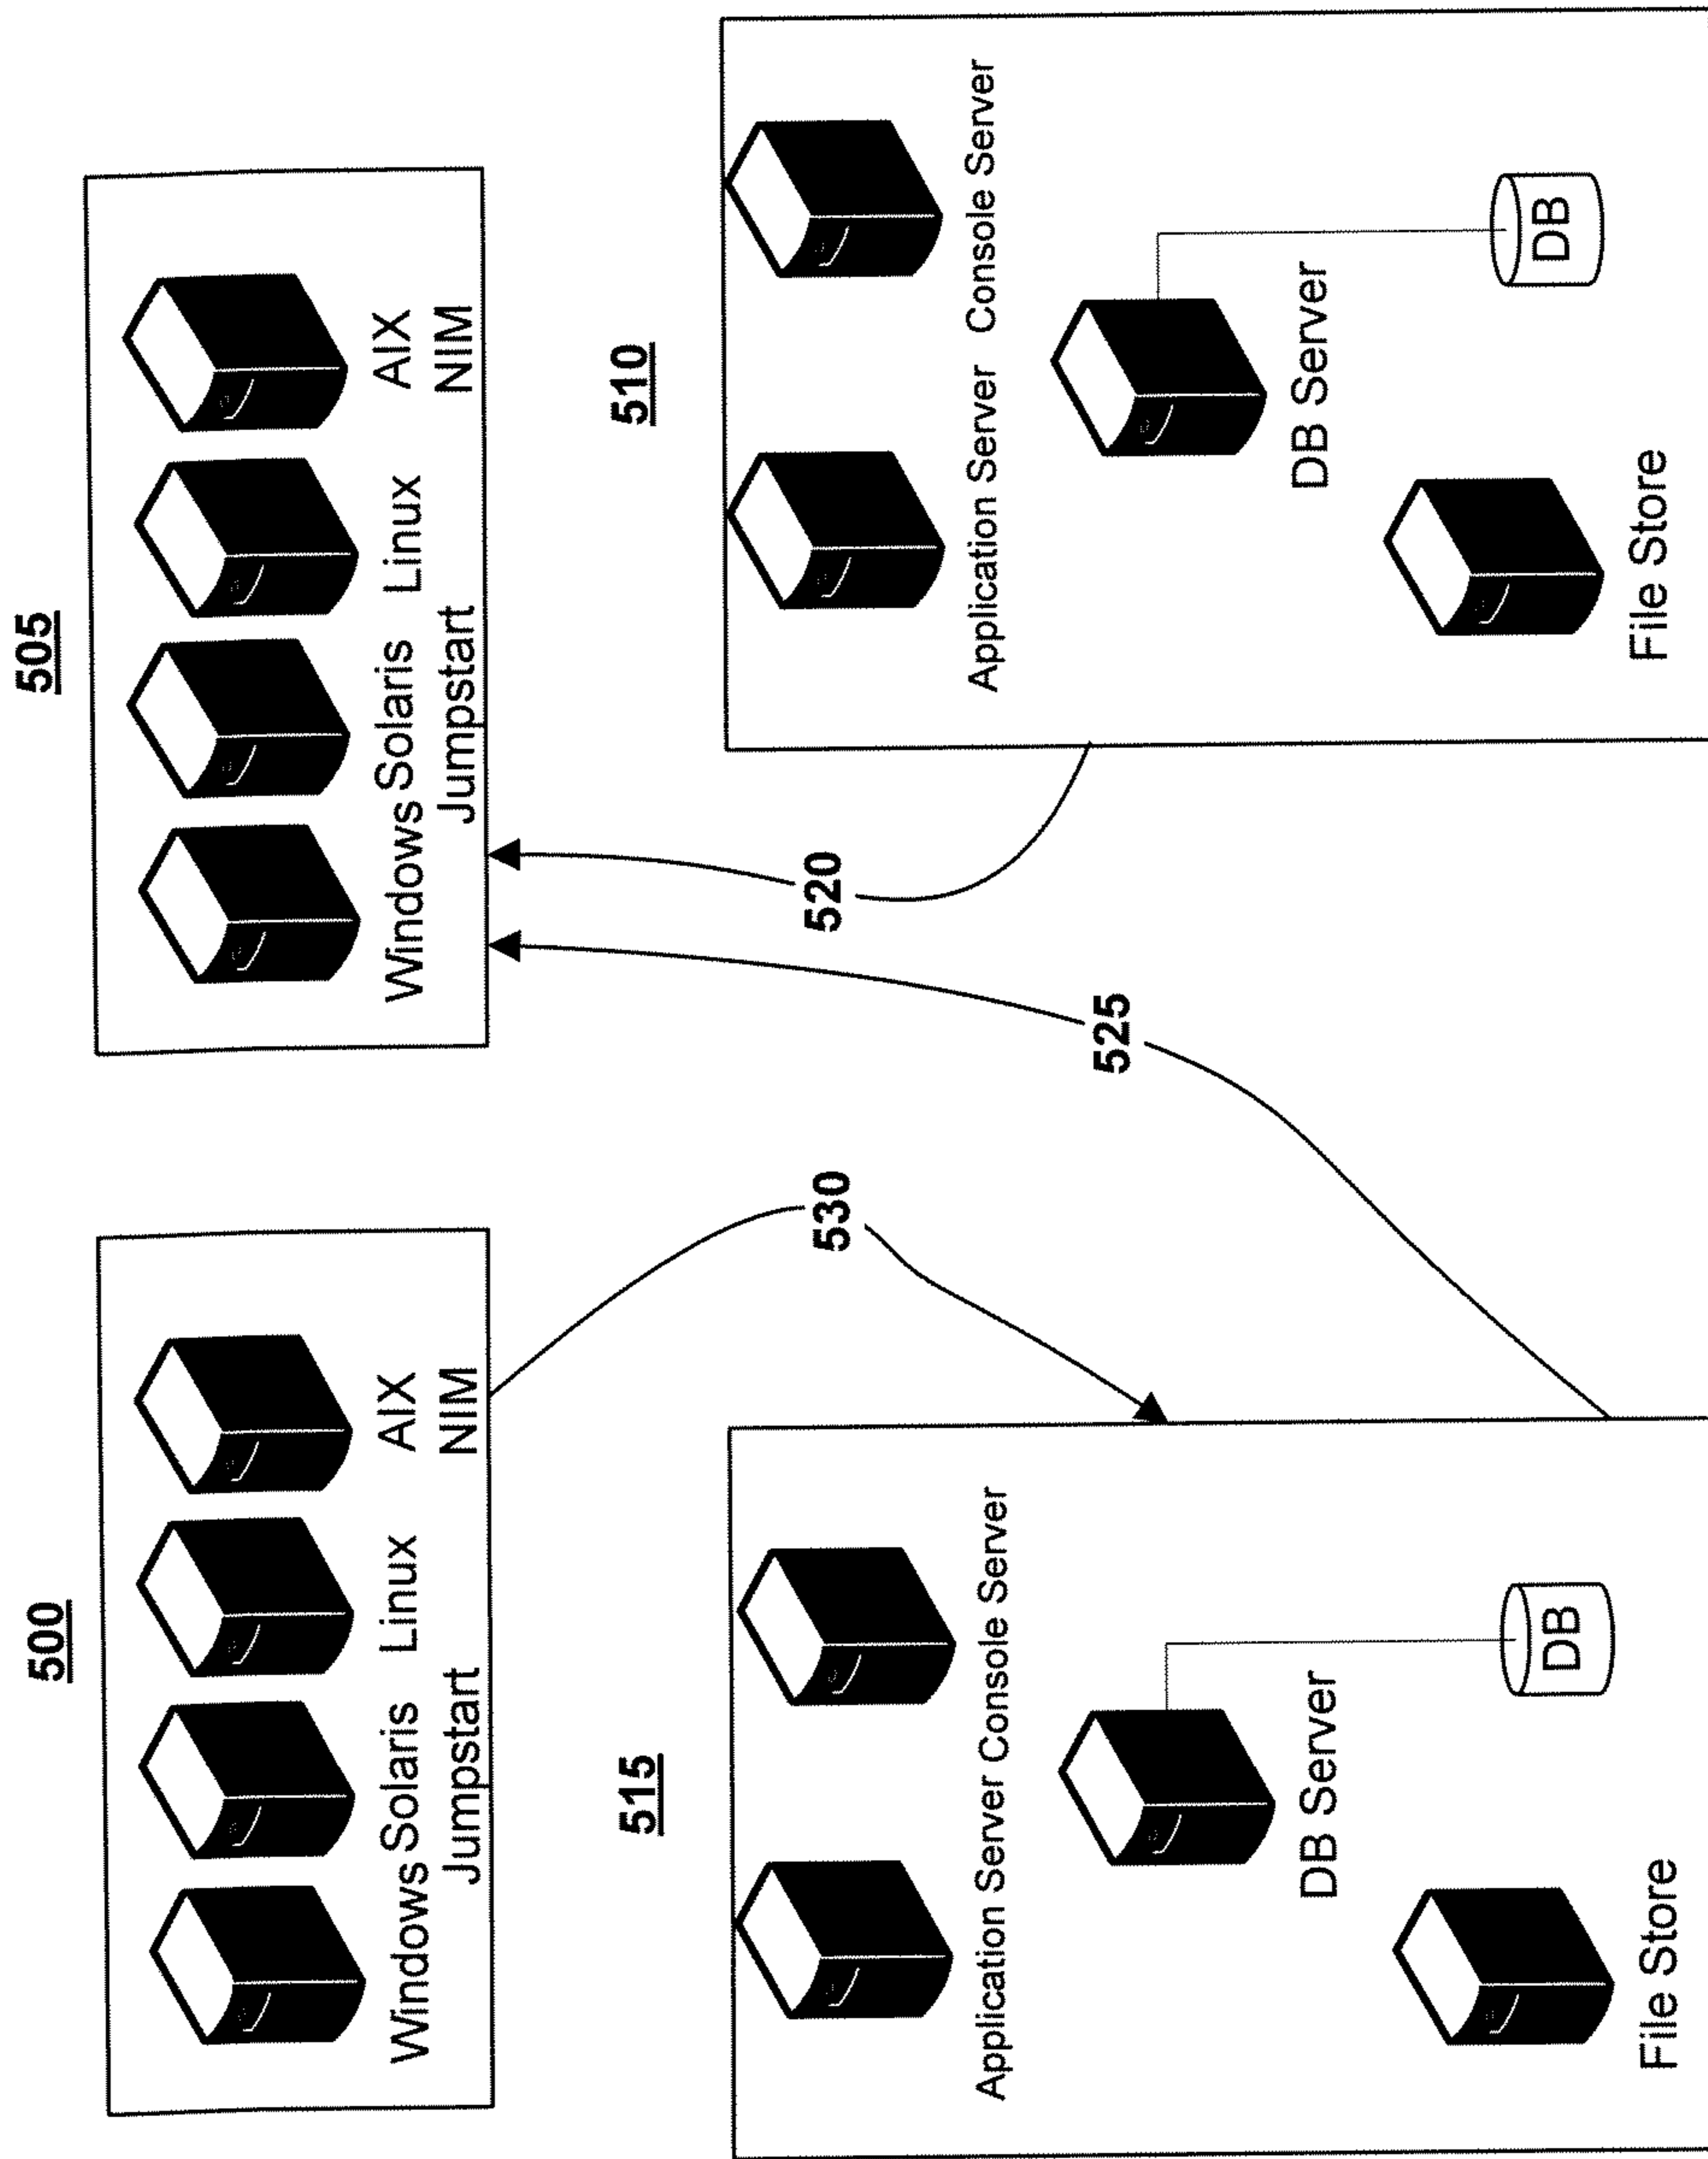 500
Windows Solaris Linux AIX
Jumpstart NIM
505
Windows Solaris Linux AIX
Jumpstart NIM
530
520
525
515
Application Server Console Server
DB Server
File Store
DB
510
Application Server Console Server
DB Server
File Store
DB